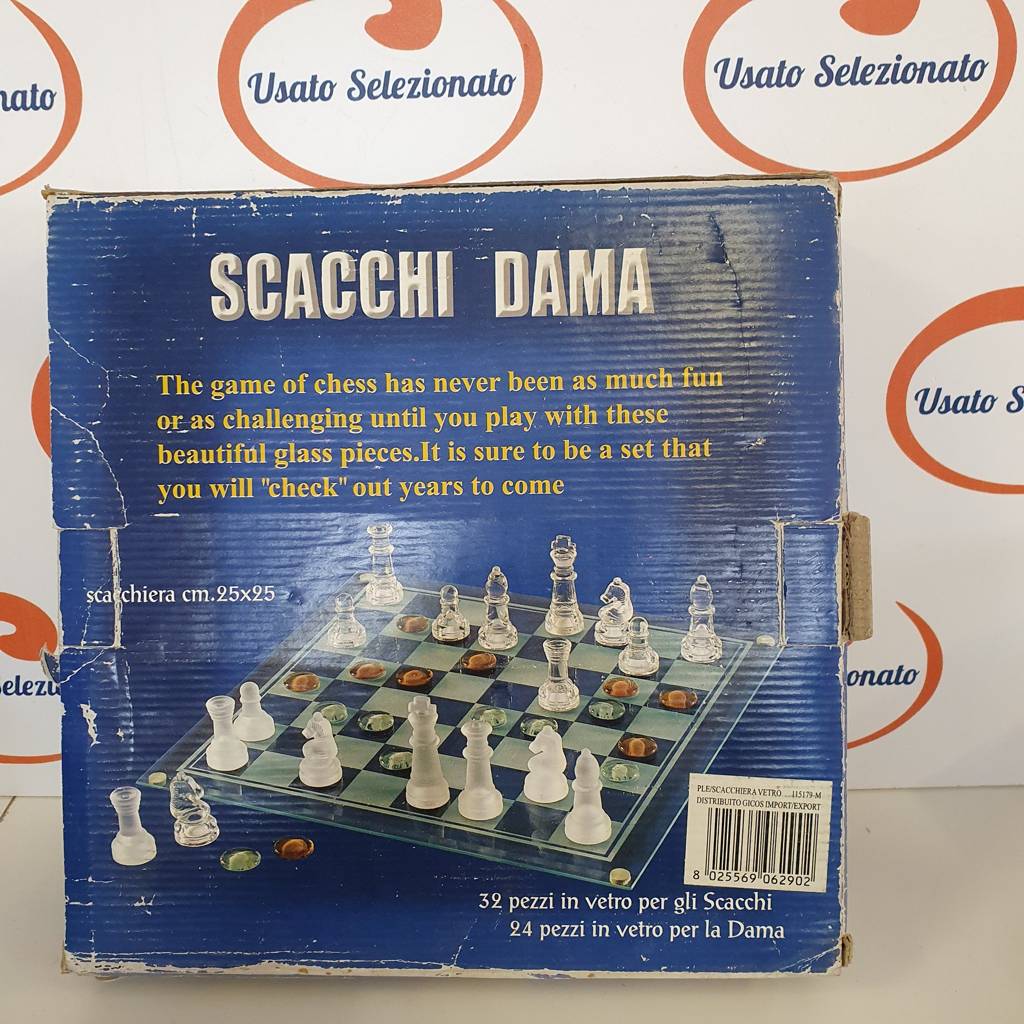 nato
Usato Selezionato
Usato Selezionato
SCACCHI DAMA
The game of chess has never been as much fun
or as challenging until you play with these
beautiful glass pieces.It is sure to be a set that
you will "check" out years to come
Usato S
scacchiera cm.25x25
elezi
onato
PLE/SCACCHIERA VETRO ....115179-M
DISTRIBUITO GICOS IMPORT/EXPORT
8 025569 062902
32 pezzi in vetro per gli Scacchi
24 pezzi in vetro per la Dama